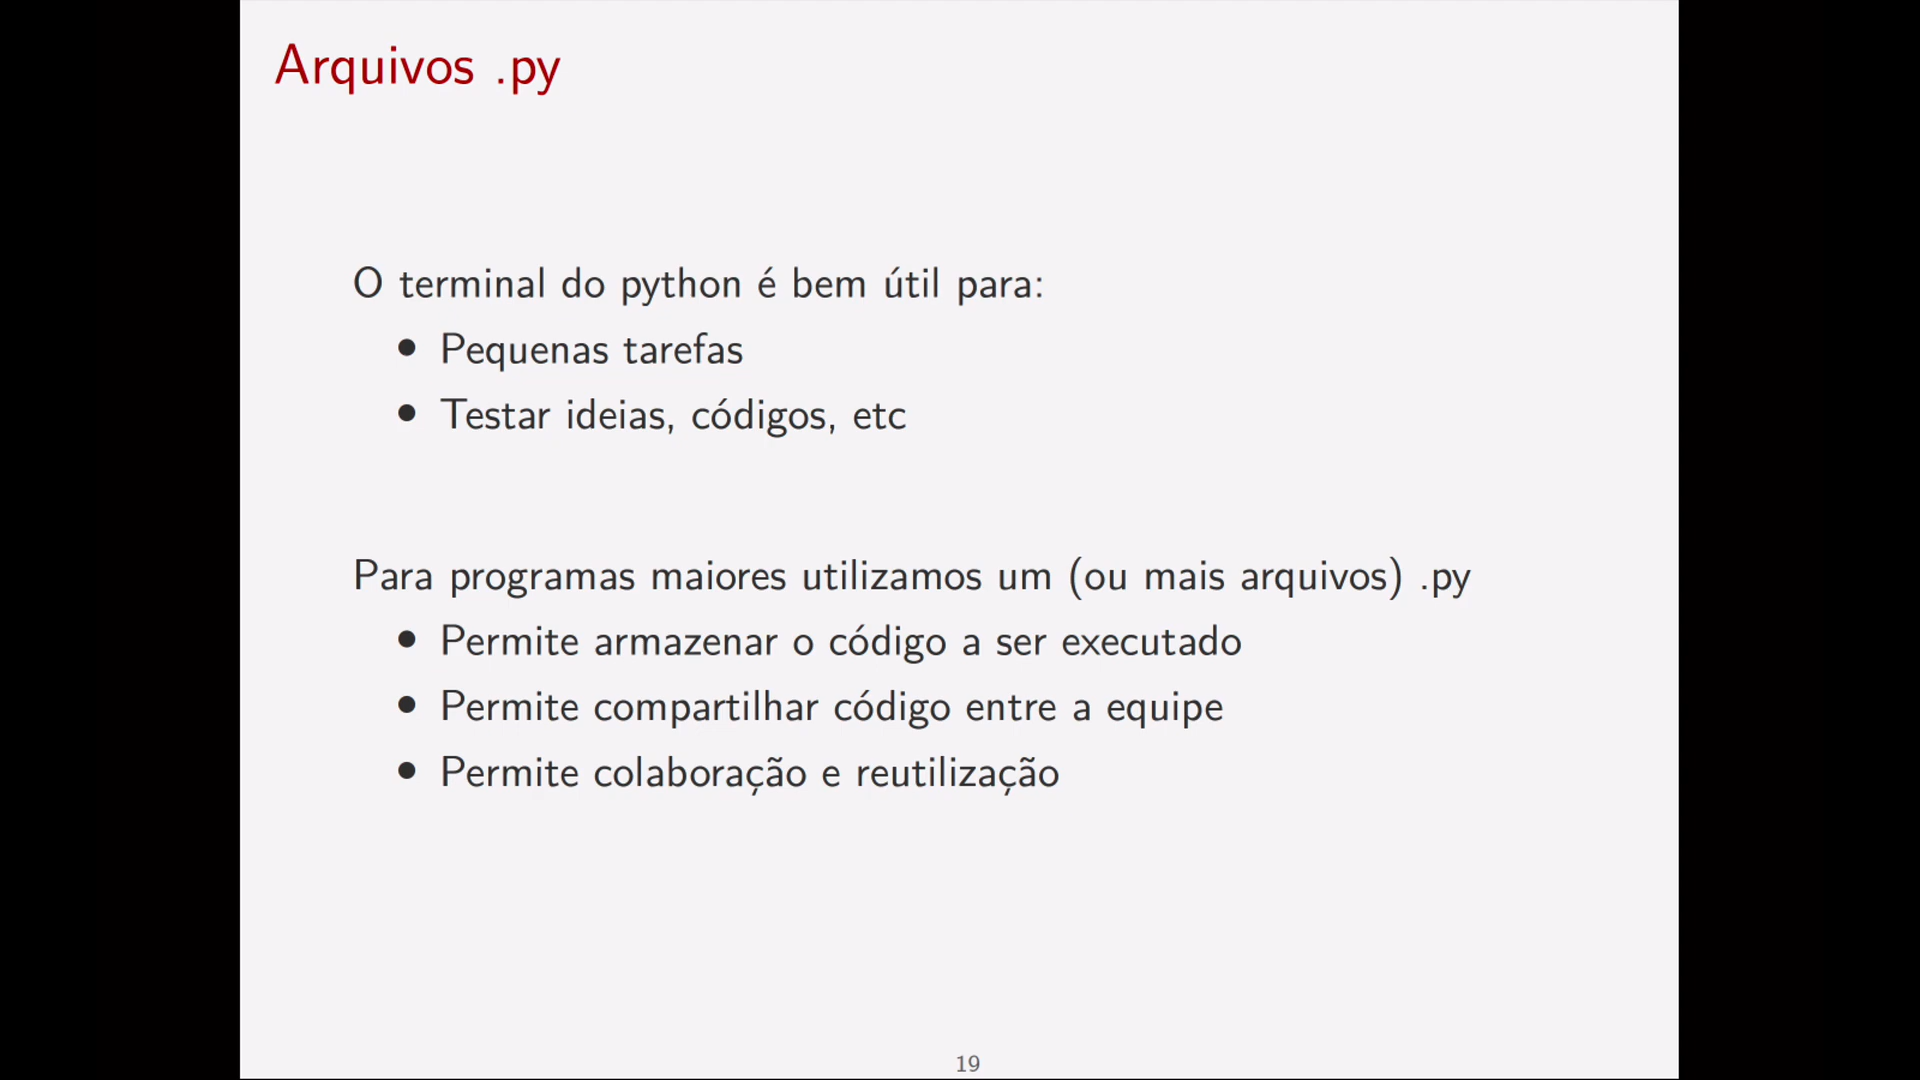 Arquivos .py
O terminal do python é bem útil para:
• Pequenas tarefas
• Testar ideias, códigos, etc
Para programas maiores utilizamos um (ou mais arquivos) .py
• Permite armazenar o código a ser executado
• Permite compartilhar código entre a equipe
• Permite colaboração e reutilização
19